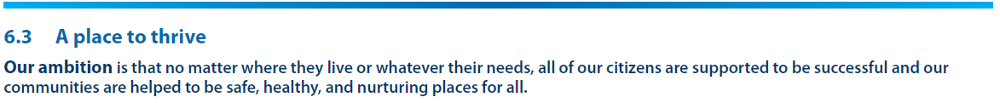 6.3 A place to thrive
Our ambition is that no matter where they live or whatever their needs, all of our citizens are supported to be successful and our
communities are helped to be safe, healthy, and nurturing places for all.